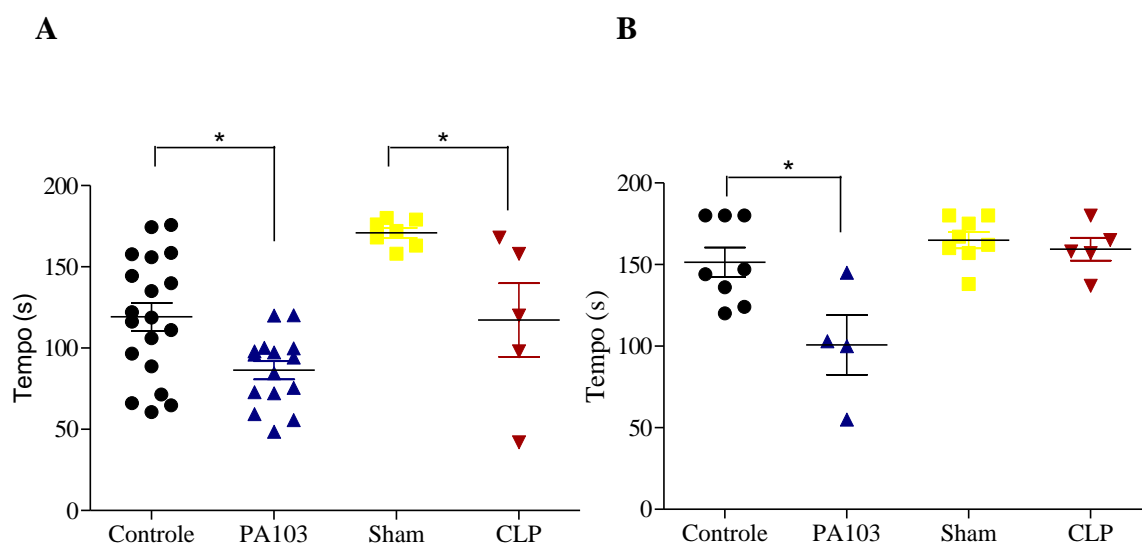 A
B
*
*
*
Tempo (s)
200
150
100
50
0
Controle
PA103
Sham
CLP
Tempo (s)
200
150
100
50
0
Controle
PA103
Sham
CLP